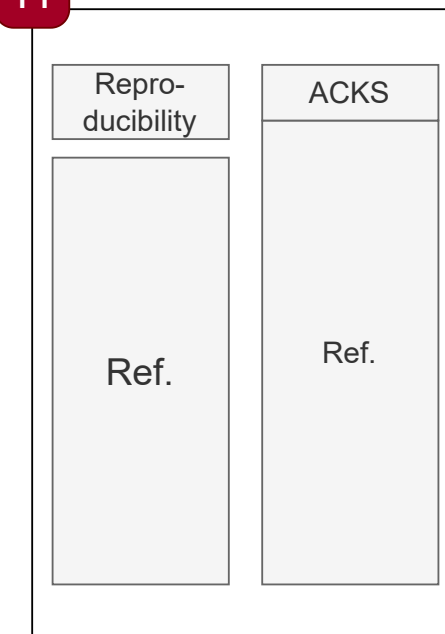 Repro-
ducibility
ACKS
Ref.
Ref.